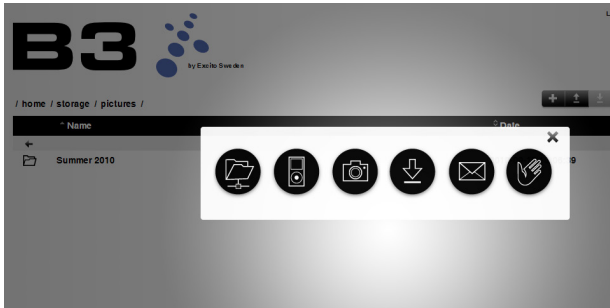 B3
by Excito Sweden
/ home / storage / pictures /
Name
Date
Summer 2010